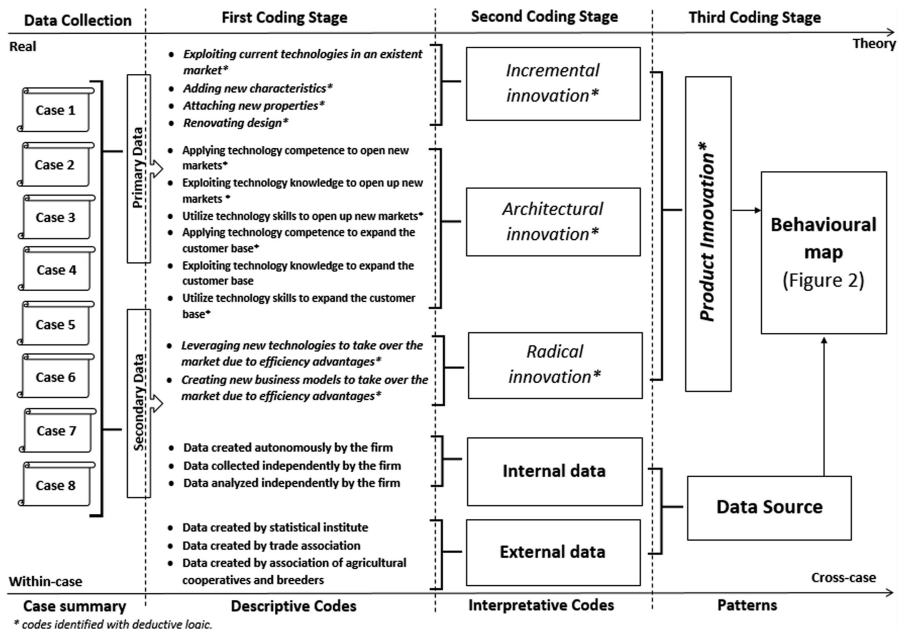 Data Collection
First Coding Stage
Second Coding Stage
Third Coding Stage
Real
Theory
Case 1
Case 2
Case 3
Case 4
Case 5
Case 6
Case 7
Case 8
Primary Data
Secondary Data
• Exploiting current technologies in an existent
market*
• Adding new characteristics*
• Attaching new properties*
• Renovating design*
• Applying technology competence to open new
markets*
• Exploiting technology knowledge to open up new
markets *
• Utilize technology skills to open up new markets*
• Applying technology competence to expand the
customer base*
• Exploiting technology knowledge to expand the
customer base
• Utilize technology skills to expand the customer
base*
• Leveraging new technologies to take over the
market due to efficiency advantages*
• Creating new business models to take over the
market due to efficiency advantages*
• Data created autonomously by the firm
• Data collected independently by the firm
• Data analyzed independently by the firm
• Data created by statistical institute
• Data created by trade association
• Data created by association of agricultural
cooperatives and breeders
Incremental
innovation*
Architectural
innovation*
Radical
innovation*
Internal data
External data
Product Innovation*
Data Source
Behavioural
map
(Figure 2)
Within-case
Cross-case
Case summary
Descriptive Codes
Interpretative Codes
Patterns
* codes identified with deductive logic.